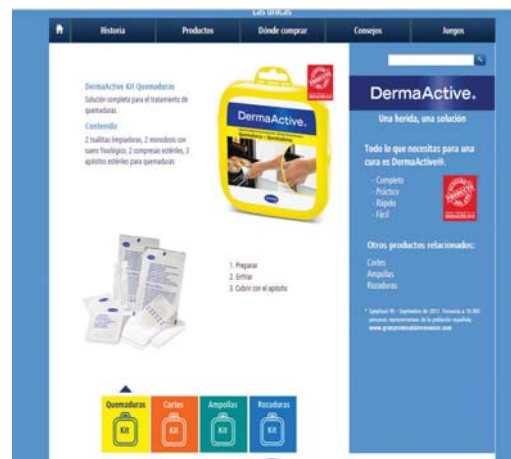 Las únicas
Historia
Productos
Dónde comprar
Consejos
Juegos
DermaActive Kit Quemaduras
Solución completa para el tratamiento de
quemaduras.
Contenido
2 toallitas limpiadoras, 2 monodosis con
suero fisiológico, 2 compresas estériles, 3
apósitos estériles para quemaduras.
DermaActive.
Quemaduras
1. Preparar
2. Enfriar
3. Cubrir con el apósito
Quemaduras
Kit
Cortes
Kit
Ampollas
Kit
Rozaduras
Kit
DermaActive.
Una herida, una solución
Todo lo que necesitas para una
cura es DermaActive®.
- Completo
- Práctico
- Rápido
- Fácil
PRODUCTO
Otros productos relacionados:
Cortes
Ampollas
Rozaduras